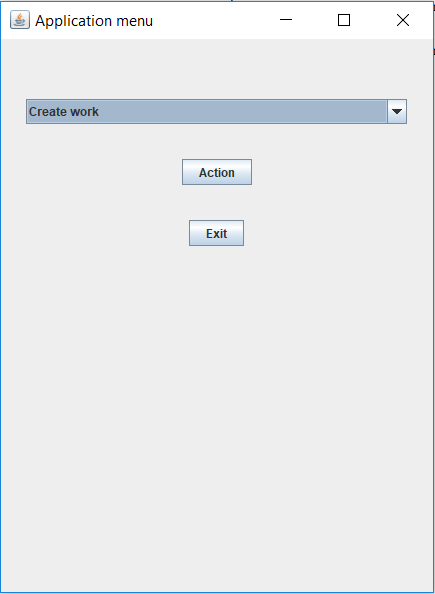 Application menu
Create work
Action
Exit